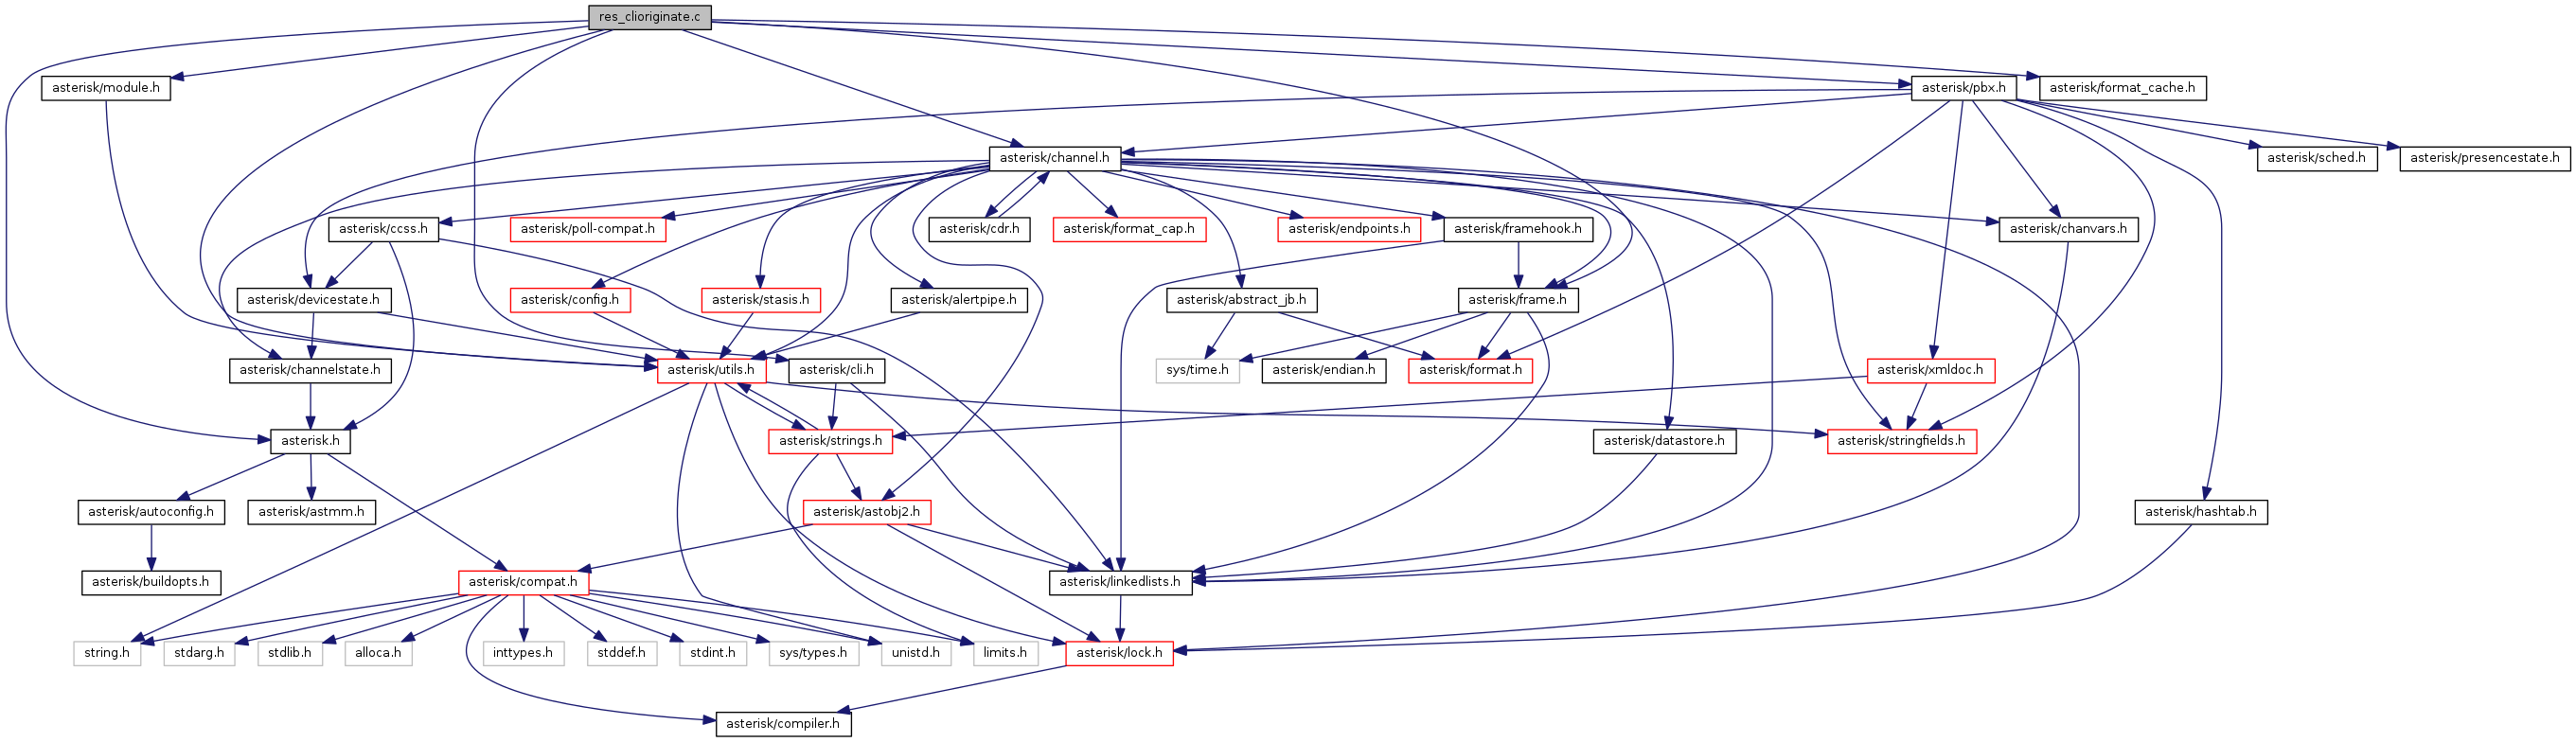 res_clioriginate.c
asterisk/module.h
asterisk/pbx.h
asterisk/format_cache.h
asterisk/channel.h
asterisk/sched.h
asterisk/presencestate.h
asterisk/ccss.h
asterisk/poll-compat.h
asterisk/cdr.h
asterisk/format_cap.h
asterisk/endpoints.h
asterisk/framehook.h
asterisk/chanvars.h
asterisk/devicestate.h
asterisk/config.h
asterisk/stasis.h
asterisk/alertpipe.h
asterisk/abstract_jb.h
asterisk/frame.h
asterisk/channelstate.h
asterisk/utils.h
asterisk/cli.h
sys/time.h
asterisk/endian.h
asterisk/format.h
asterisk/xmldoc.h
asterisk.h
asterisk/strings.h
asterisk/datastore.h
asterisk/stringfields.h
asterisk/autoconfig.h
asterisk/astmm.h
asterisk/astobj2.h
asterisk/hashtab.h
asterisk/buildopts.h
asterisk/compat.h
asterisk/linkedlists.h
string.h
stdarg.h
stdlib.h
alloca.h
inttypes.h
stddef.h
stdint.h
sys/types.h
unistd.h
limits.h
asterisk/lock.h
asterisk/compiler.h